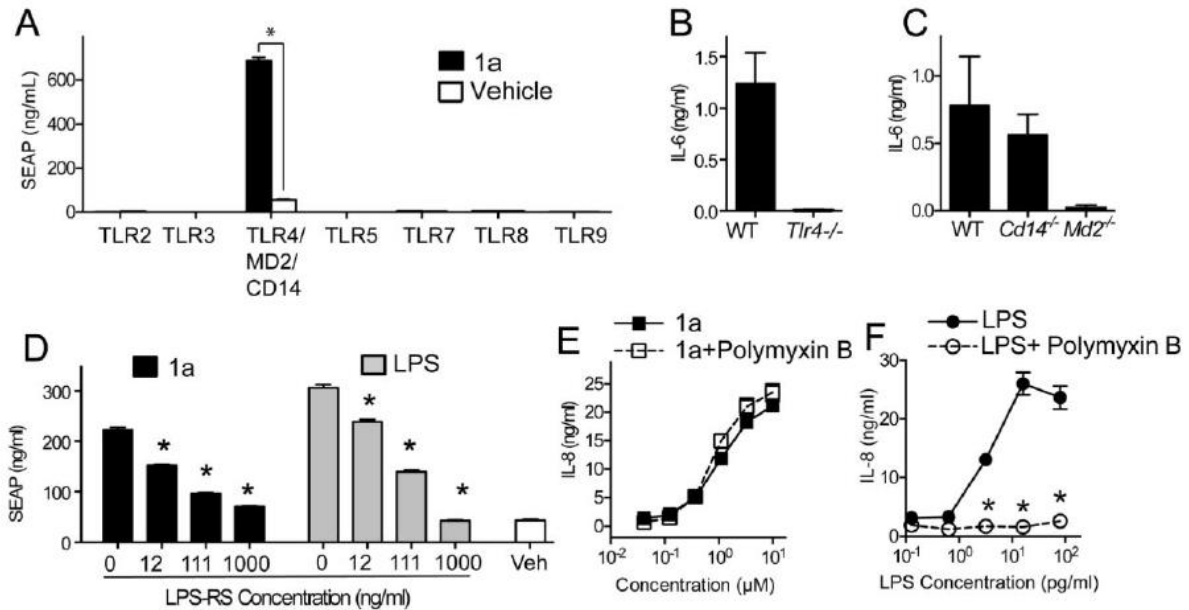 A
SEAP (ng/mL)
600
400
200
0
*
1a
Vehicle
TLR2 TLR3 TLR4/ TLR5 TLR7 TLR8 TLR9
MD2/
CD14
B
IL-6 (ng/ml)
1.5
1.0
0.5
0.0
WT Tlr4-/-
C
IL-6 (ng/ml)
1.0
0.5
0.0
WT Cd14-/- Md2-/-
D
1a
LPS
SEAP (ng/ml)
300
200
100
0
* * * * * *
0 12 111 1000 0 12 111 1000 Veh
LPS-RS Concentration (ng/ml)
E
1a
1a+Polymyxin B
IL-8 (ng/ml)
25
20
15
10
5
0
10-2 10-1 100 101
Concentration (µM)
F
LPS
LPS+ Polymyxin B
IL-8 (ng/ml)
30
20
10
0
* * *
10-1 100 101 102
LPS Concentration (pg/ml)